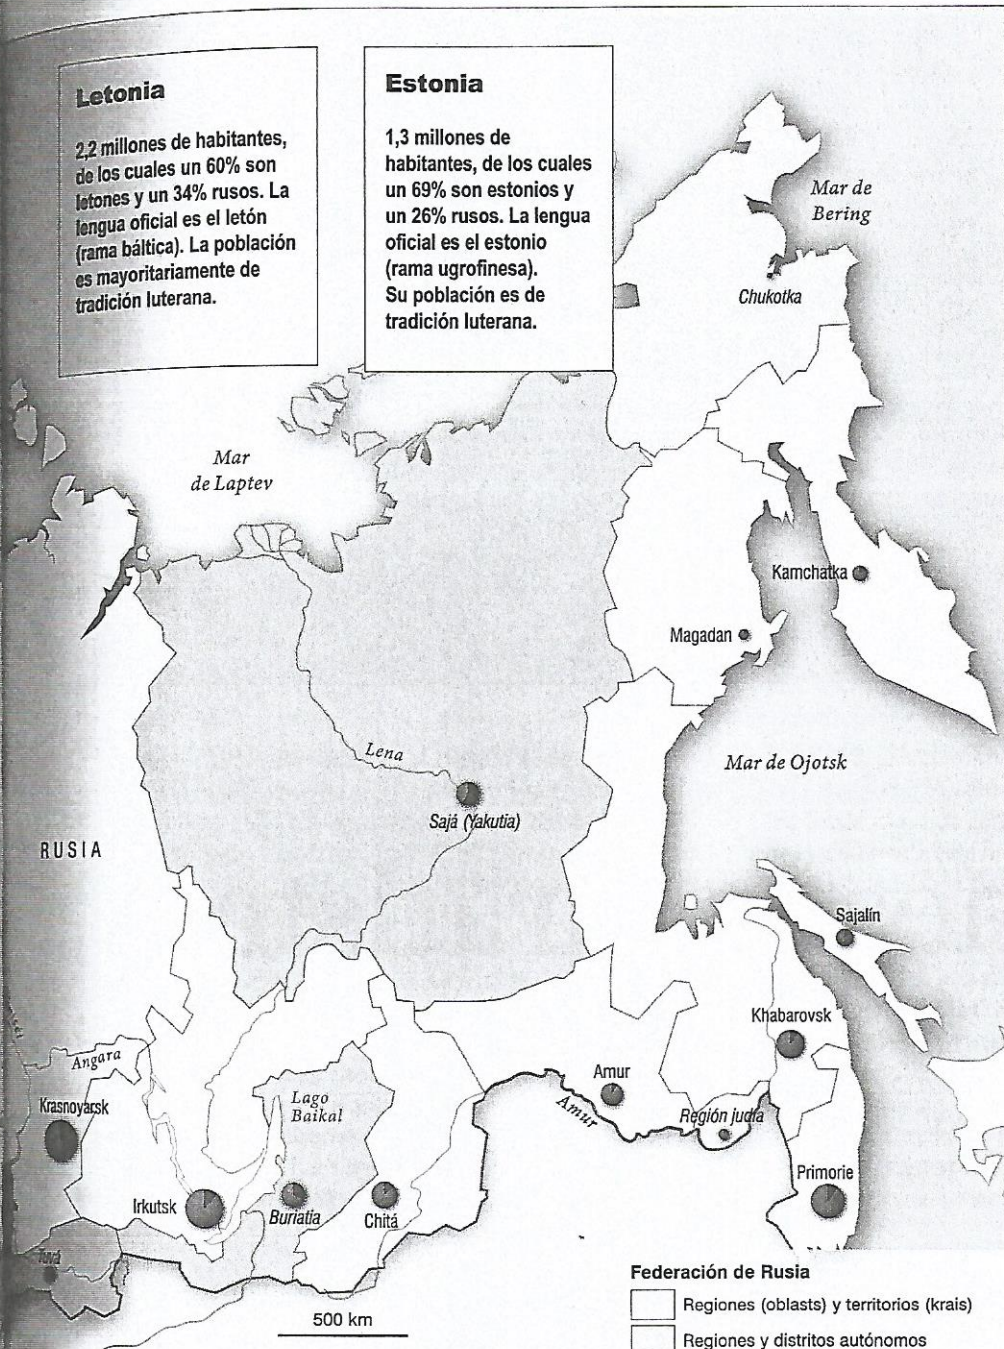 Letonia
2,2 millones de habitantes,
de los cuales un 60% son
letones y un 34% rusos. La
lengua oficial es el letón
(rama báltica). La población
es mayoritariamente de
tradición luterana.
Estonia
1,3 millones de
habitantes, de los cuales
un 69% son estonios y
un 26% rusos. La lengua
oficial es el estonio
(rama ugrofinesa).
Su población es de
tradición luterana.
Mar de
Bering
Chukotka
Mar
de Laptev
Kamchatka
Magadan
Lena
Mar de Ojotsk
Sajá (Yakutia)
RUSIA
Sajalín
Khabarovsk
Angara
Amur
Amur
Lago
Baikal
Krasnoyarsk
Región judía
Primorie
Irkutsk
Buriatia
Chitá
Tuvá
Federación de Rusia
Regiones (oblasts) y territorios (krais)
500 km
Regiones y distritos autónomos